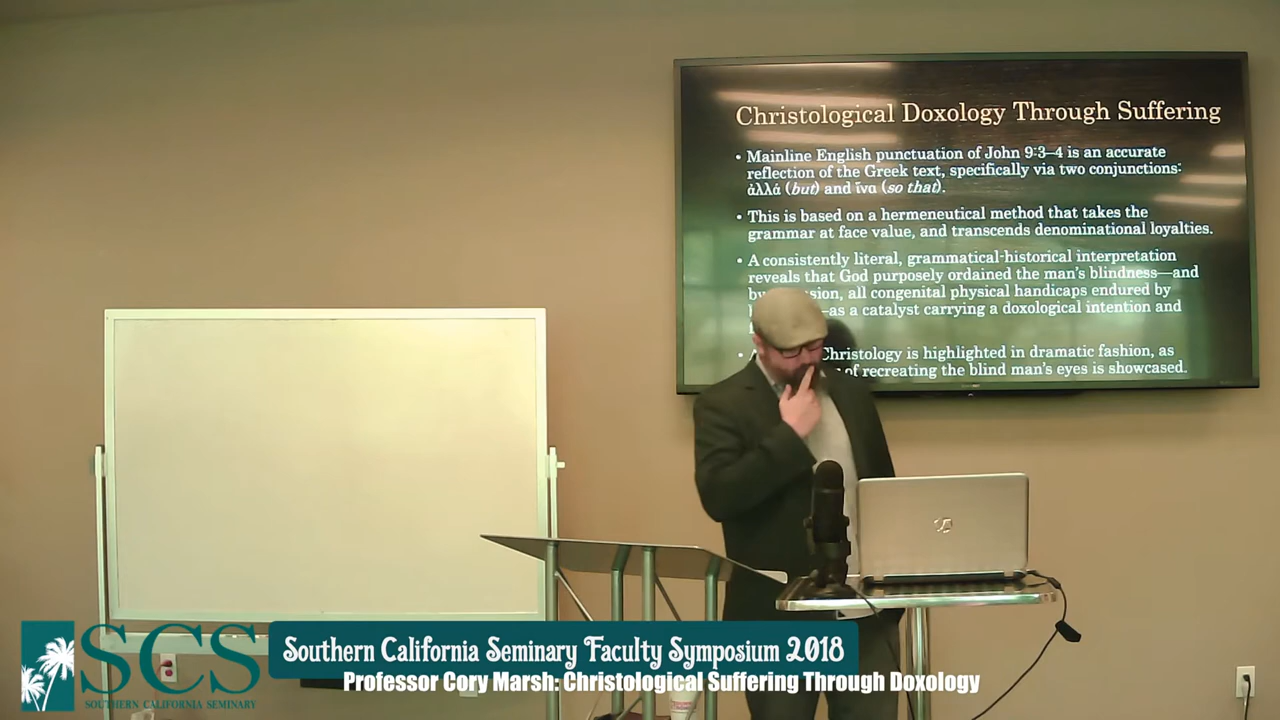 Christological Doxology Through Suffering
• Mainline English punctuation of John 9:3–4 is an accurate
reflection of the Greek text, specifically via two conjunctions:
ἀλλά (but) and ἵνα (so that).
• This is based on a hermeneutical method that takes the
grammar at face value, and transcends denominational loyalties.
• A consistently literal, grammatical-historical interpretation
reveals that God purposely ordained the man's blindness—and
all congenital physical handicaps endured by
—as a catalyst carrying a doxological intention and
• Christology is highlighted in dramatic fashion, as
of recreating the blind man's eyes is showcased.
SCS
SOUTHERN CALIFORNIA SEMINARY
Southern California Seminary Faculty Symposium 2018
Professor Cory Marsh: Christological Suffering Through Doxology